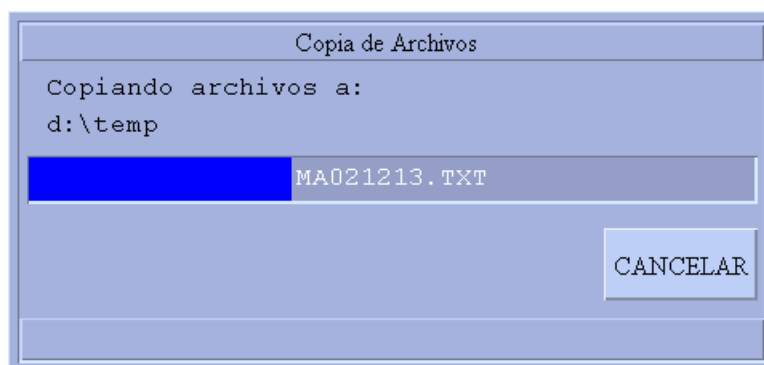 Copia de Archivos
Copiando archivos a:
d:\temp
MA021213.TXT
CANCELAR